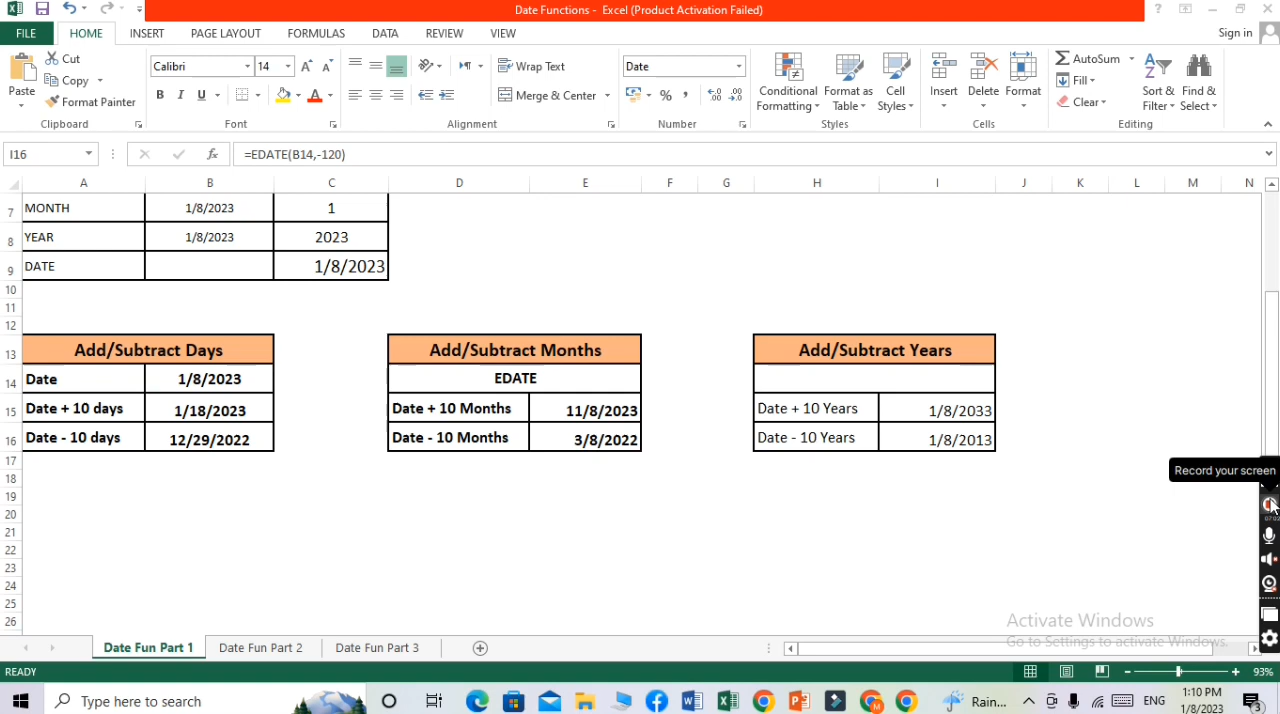 Date Functions - Excel (Product Activation Failed)
?
FILE HOME INSERT PAGE LAYOUT FORMULAS DATA REVIEW VIEW Sign in
Paste
Cut
Copy
Format Painter
Clipboard
Calibri 14
B I U
Font
Wrap Text
Merge & Center
Alignment
Date
% ,
Number
Conditional Formatting
Format as Table
Cell Styles
Styles
Insert Delete Format
Cells
AutoSum
Fill
Clear
Sort & Filter
Find & Select
Editing
I16 fx =EDATE(B14,-120)
A B C D E F G H I J K L M N
7 MONTH 1/8/2023 1
8 YEAR 1/8/2023 2023
9 DATE 1/8/2023
10
11
12
13 Add/Subtract Days Add/Subtract Months Add/Subtract Years
14 Date 1/8/2023 EDATE
15 Date + 10 days 1/18/2023 Date + 10 Months 11/8/2023 Date + 10 Years 1/8/2033
16 Date - 10 days 12/29/2022 Date - 10 Months 3/8/2022 Date - 10 Years 1/8/2013
17
18
19
20
21
22
23
24
25
26
Record your screen
Activate Windows
Go to Settings to activate Windows.
Date Fun Part 1 Date Fun Part 2 Date Fun Part 3
READY 93%
Type here to search
Rain...
ENG
1:10 PM
1/8/2023
3